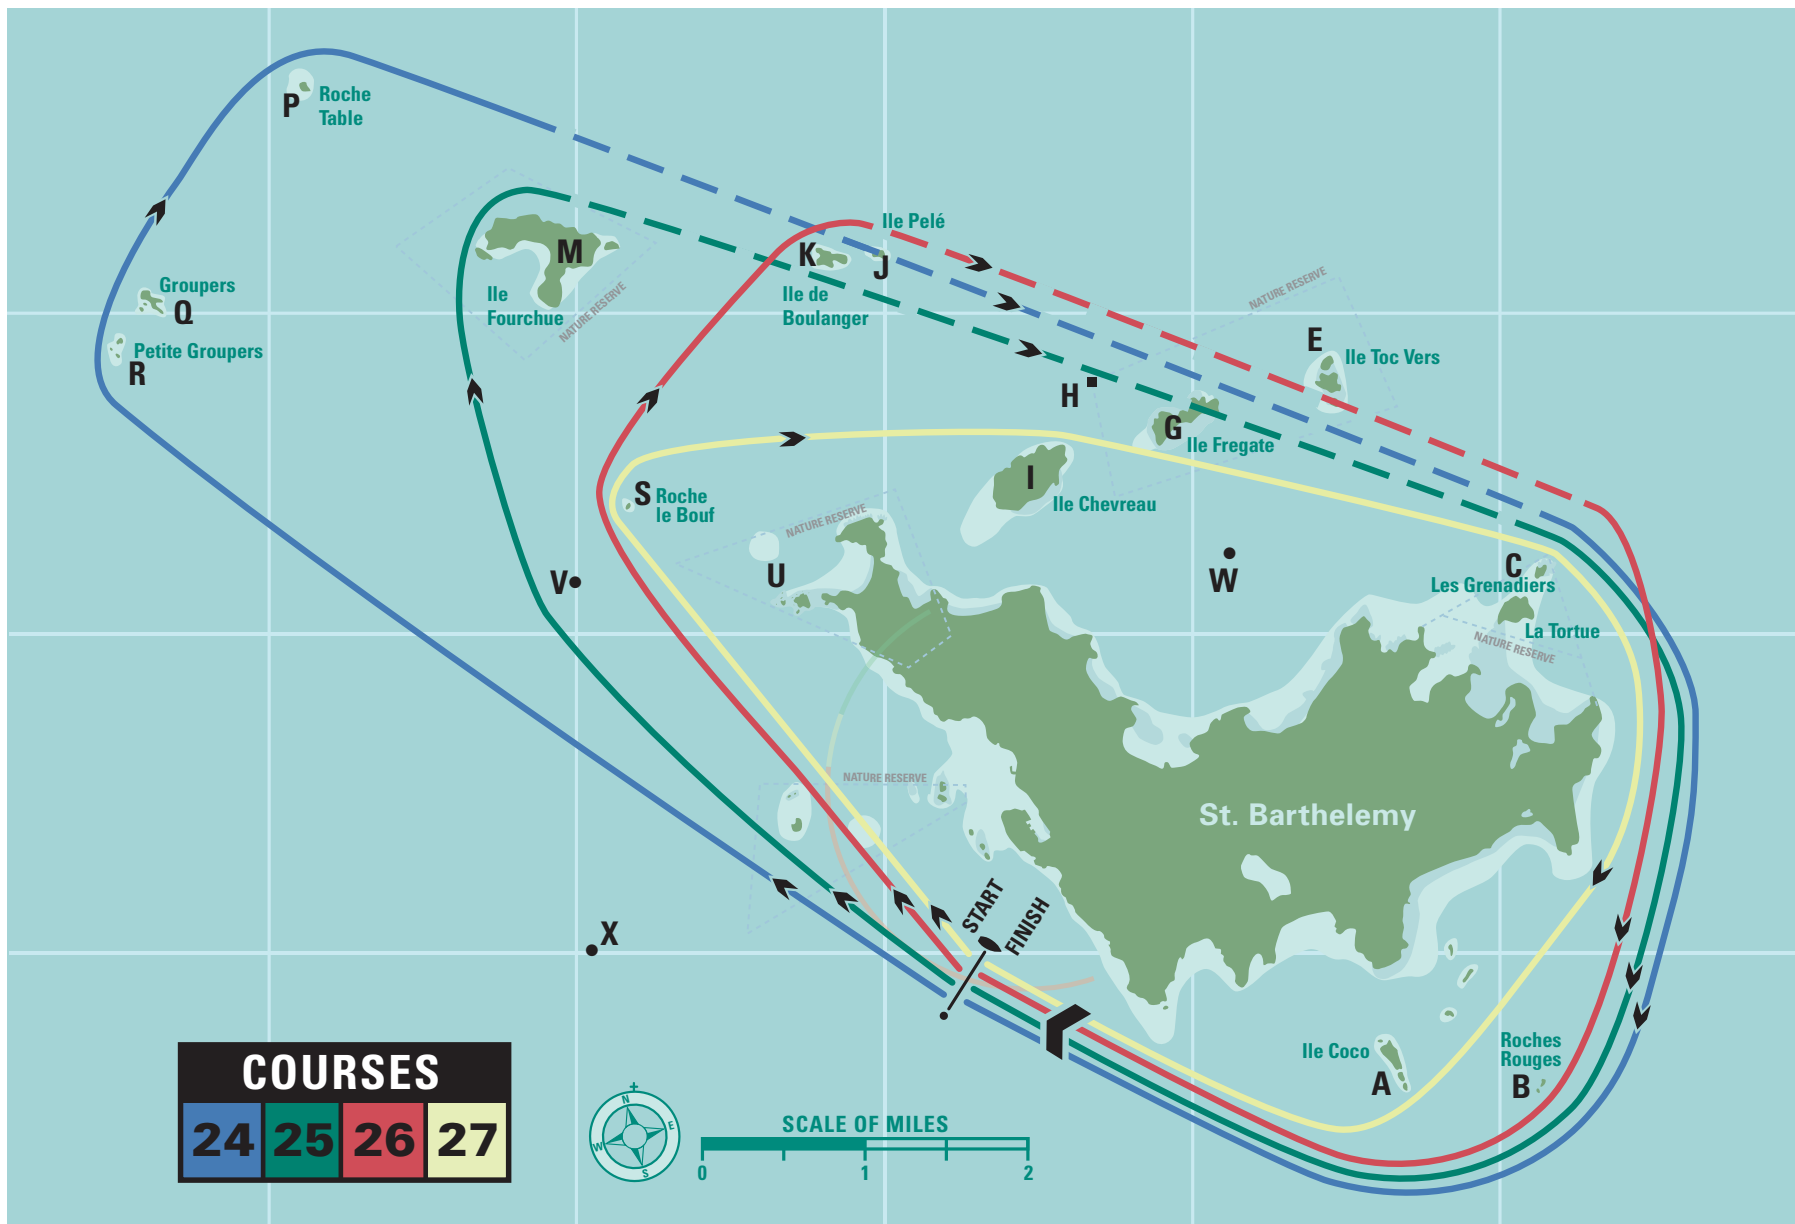 P
Roche
Table
Ile Pelé
K
J
M
Ile
Fourchue
NATURE RESERVE
Ile de
Boulanger
Groupers
Q
Petite Groupers
R
NATURE RESERVE
E
Ile Toc Vers
H
G
Ile Fregate
S
Roche
le Bouf
I
Ile Chevreau
NATURE RESERVE
U
V
W
C
Les Grenadiers
La Tortue
NATURE RESERVE
NATURE RESERVE
St. Barthelemy
X
START
FINISH
Ile Coco
A
Roches
Rouges
B
COURSES
24 25 26 27
N
E
S
W
SCALE OF MILES
0 1 2